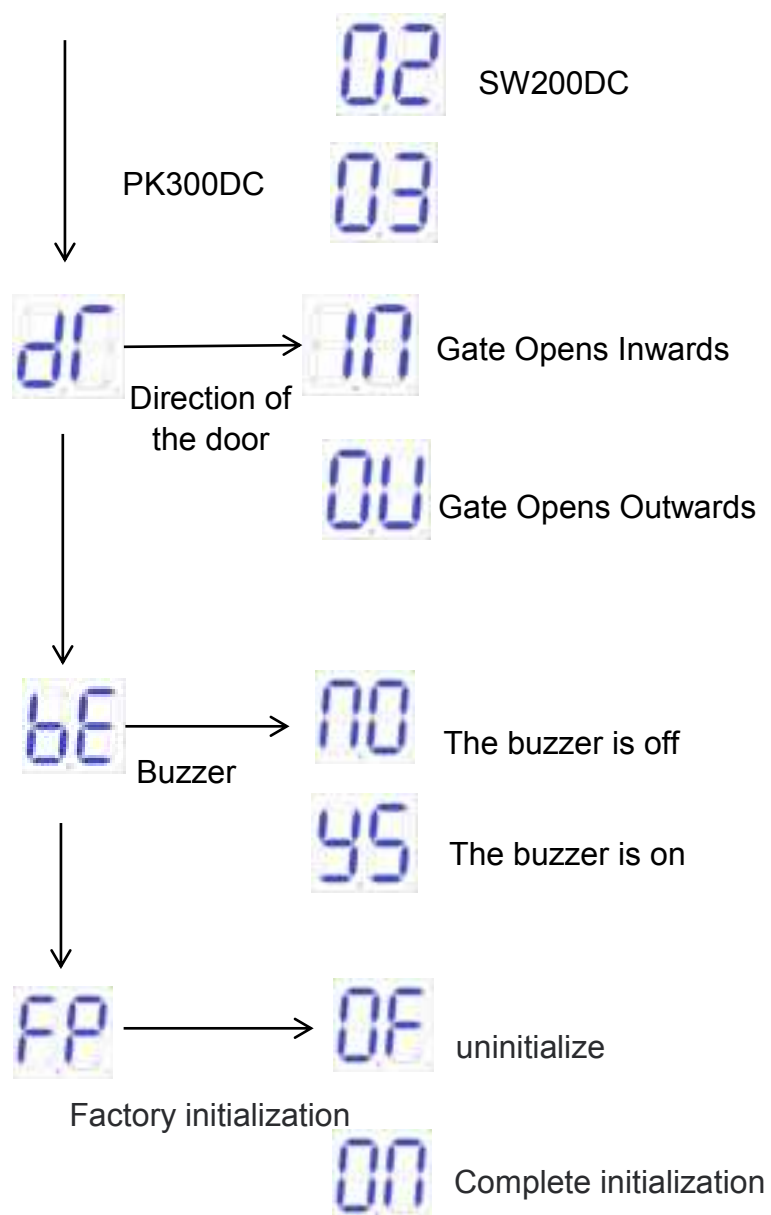 02 SW200DC
PK300DC 03
dr IN Gate Opens Inwards
Direction of
the door
OU Gate Opens Outwards
bE NO The buzzer is off
Buzzer
YS The buzzer is on
FP OF uninitialize
Factory initialization
ON Complete initialization